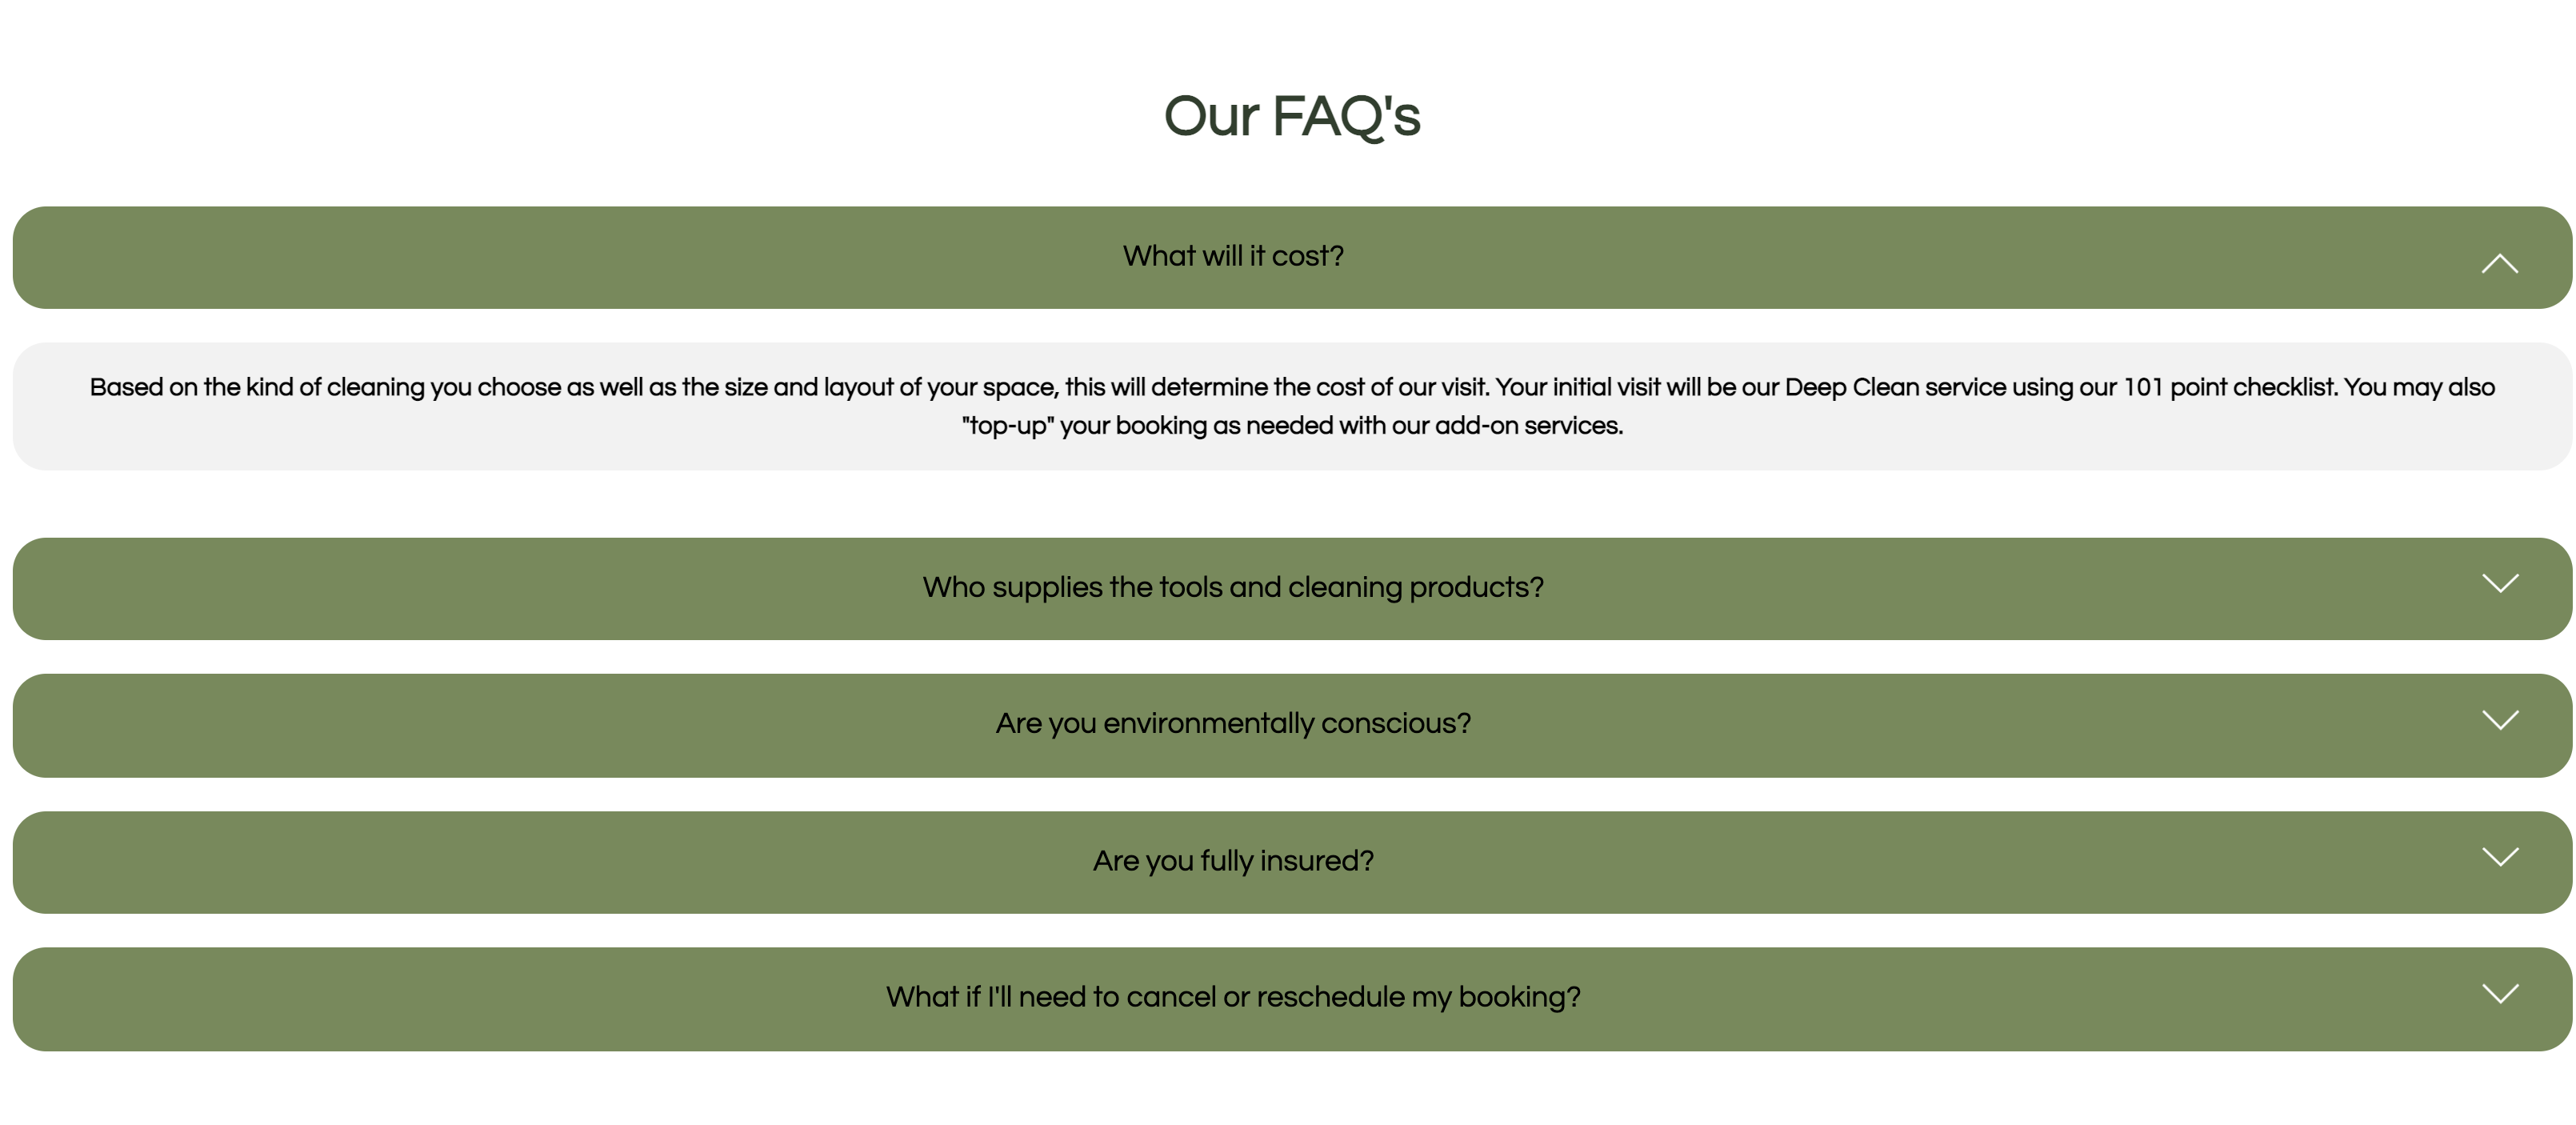 Our FAQ's
What will it cost?
Based on the kind of cleaning you choose as well as the size and layout of your space, this will determine the cost of our visit. Your initial visit will be our Deep Clean service using our 101 point checklist. You may also
"top-up" your booking as needed with our add-on services.
Who supplies the tools and cleaning products?
Are you environmentally conscious?
Are you fully insured?
What if I'll need to cancel or reschedule my booking?